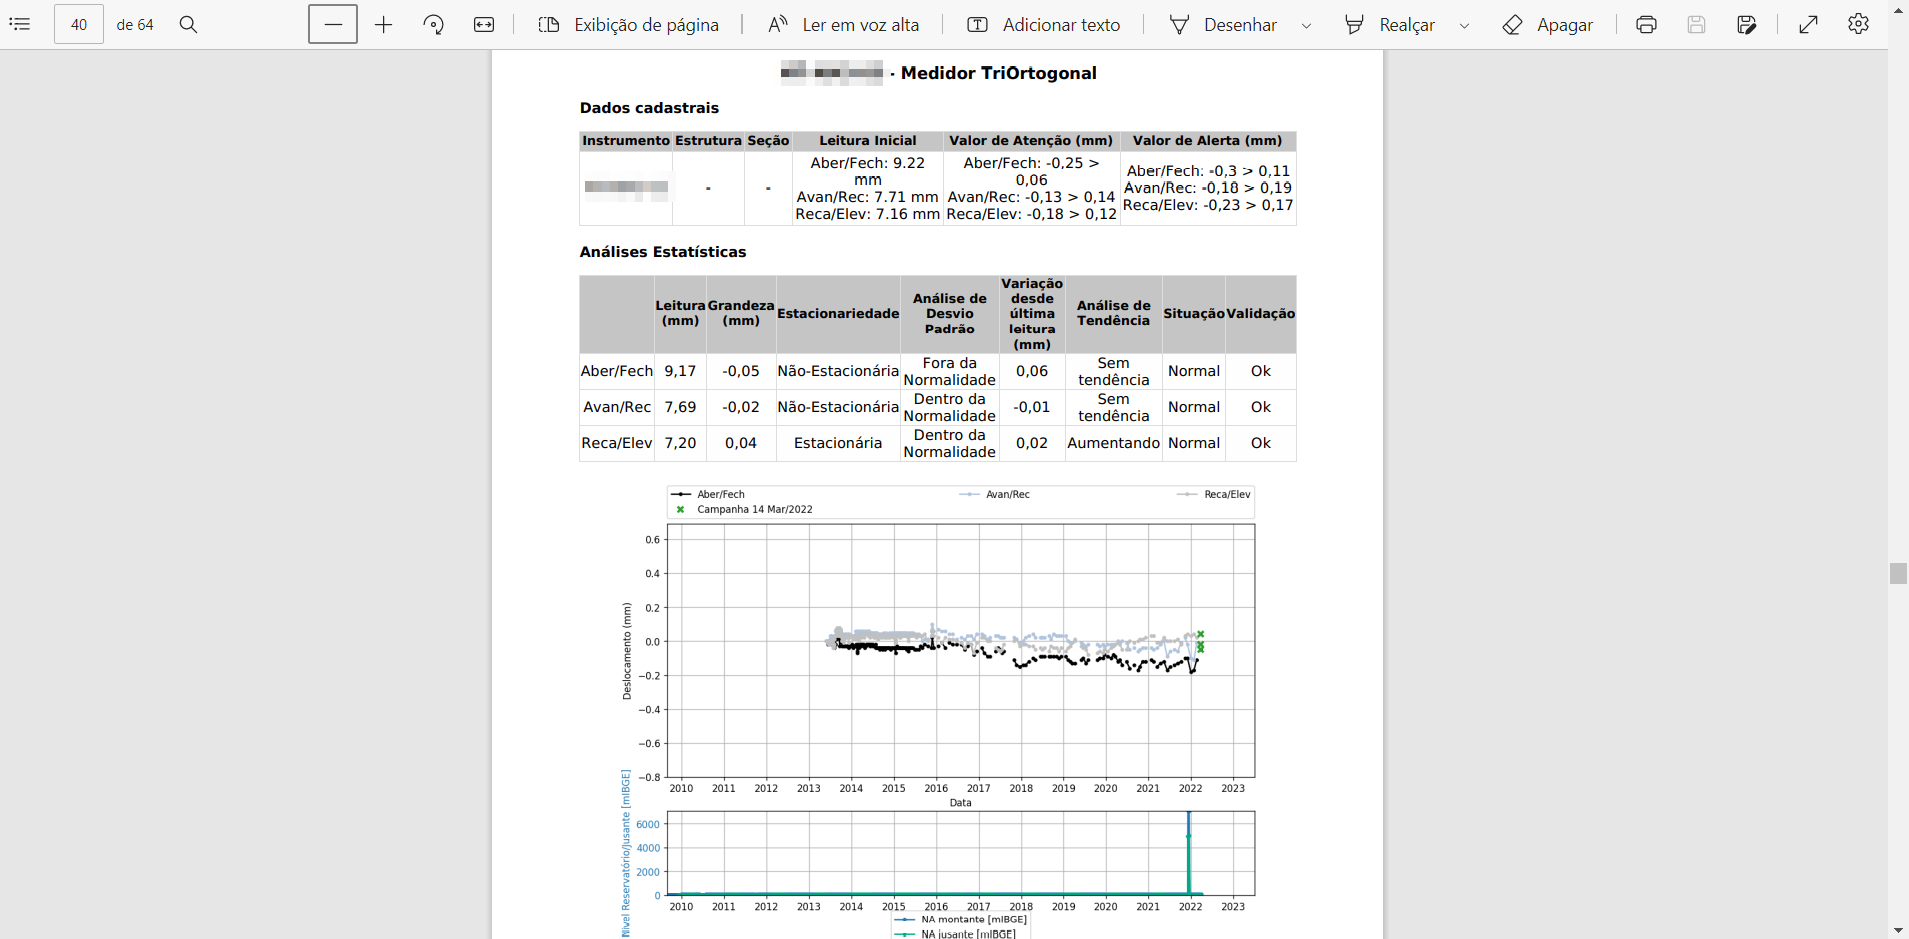 40 de 64 Exibição de página Ler em voz alta Adicionar texto Desenhar Realçar Apagar
- Medidor TriOrtogonal
Dados cadastrais
Instrumento Estrutura Seção Leitura Inicial Valor de Atenção (mm) Valor de Alerta (mm)
- - Aber/Fech: 9.22 mm Avan/Rec: 7.71 mm Reca/Elev: 7.16 mm Aber/Fech: -0,25 > 0,06 Avan/Rec: -0,13 > 0,14 Reca/Elev: -0,18 > 0,12 Aber/Fech: -0,3 > 0,11 Avan/Rec: -0,18 > 0,19 Reca/Elev: -0,23 > 0,17
Análises Estatísticas
Leitura (mm) Grandeza (mm) Estacionariedade Análise de Desvio Padrão Variação desde última leitura (mm) Análise de Tendência Situação Validação
Aber/Fech 9,17 -0,05 Não-Estacionária Fora da Normalidade 0,06 Sem tendência Normal Ok
Avan/Rec 7,69 -0,02 Não-Estacionária Dentro da Normalidade -0,01 Sem tendência Normal Ok
Reca/Elev 7,20 0,04 Estacionária Dentro da Normalidade 0,02 Aumentando Normal Ok
Aber/Fech Avan/Rec Reca/Elev
Campanha 14 Mar/2022
Deslocamento (mm)
0.6
0.4
0.2
0.0
−0.2
−0.4
−0.6
−0.8
2010 2011 2012 2013 2014 2015 2016 2017 2018 2019 2020 2021 2022 2023
Data
Nível Reservatório/Jusante [mIBGE]
6000
4000
2000
0
2010 2011 2012 2013 2014 2015 2016 2017 2018 2019 2020 2021 2022 2023
NA montante [mIBGE]
NA jusante [mIBGE]